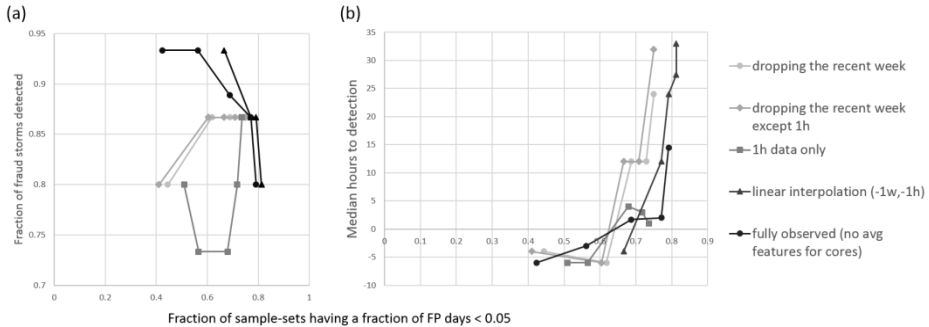 (a)
(b)
Fraction of fraud storms detected
0.95
0.9
0.85
0.8
0.75
0.7
0
0.2
0.4
0.6
0.8
1
Median hours to detection
35
30
25
20
15
10
5
0
-5
-10
0
0.1
0.2
0.3
0.4
0.5
0.6
0.7
0.8
0.9
Fraction of sample-sets having a fraction of FP days < 0.05
dropping the recent week
dropping the recent week
except 1h
1h data only
linear interpolation (-1w,-1h)
fully observed (no avg
features for cores)